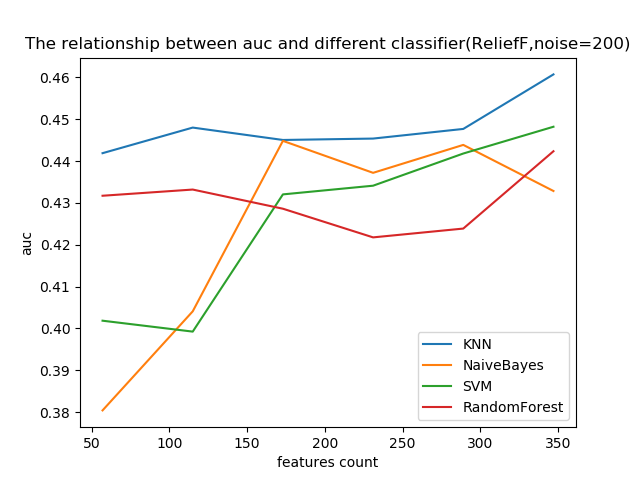 The relationship between auc and different classifier(ReliefF,noise=200)
0.46
0.45
0.44
0.43
0.42
0.41
0.40
0.39
0.38
auc
KNN
NaiveBayes
SVM
RandomForest
50 100 150 200 250 300 350
features count